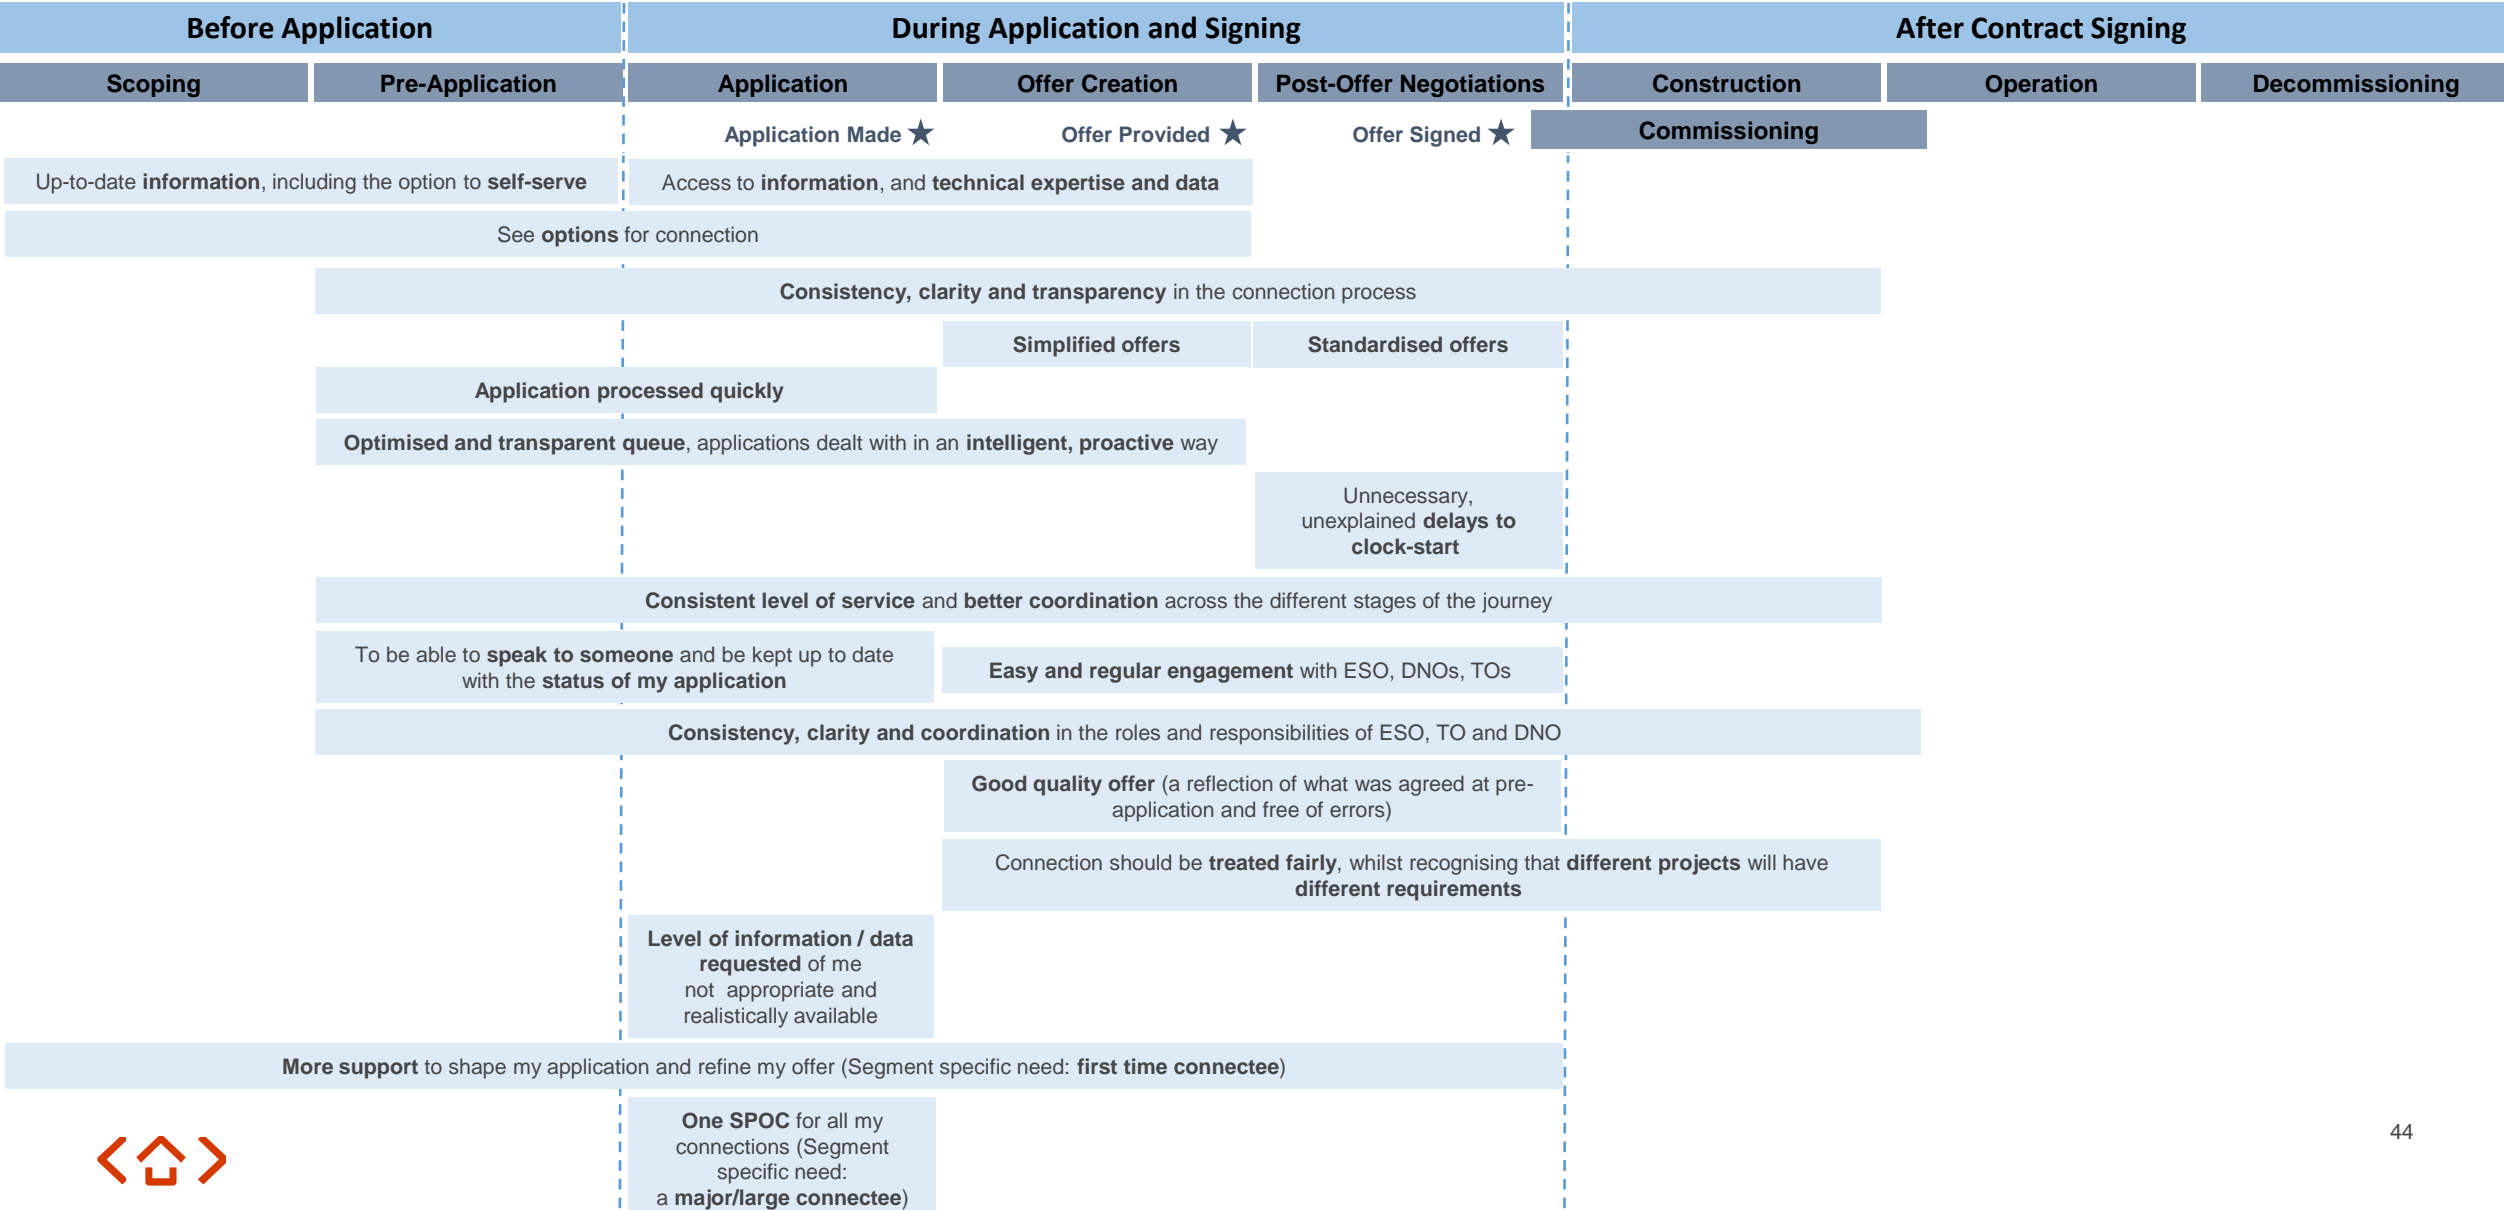 Before Application
During Application and Signing
After Contract Signing
Scoping
Pre-Application
Application
Offer Creation
Post-Offer Negotiations
Construction
Operation
Decommissioning
Application Made ★
Offer Provided ★
Offer Signed ★
Commissioning
Up-to-date information, including the option to self-serve
Access to information, and technical expertise and data
See options for connection
Consistency, clarity and transparency in the connection process
Simplified offers
Standardised offers
Application processed quickly
Optimised and transparent queue, applications dealt with in an intelligent, proactive way
Unnecessary,
unexplained delays to
clock-start
Consistent level of service and better coordination across the different stages of the journey
To be able to speak to someone and be kept up to date
with the status of my application
Easy and regular engagement with ESO, DNOs, TOs
Consistency, clarity and coordination in the roles and responsibilities of ESO, TO and DNO
Good quality offer (a reflection of what was agreed at pre-
application and free of errors)
Connection should be treated fairly, whilst recognising that different projects will have
different requirements
Level of information / data
requested of me
not appropriate and
realistically available
More support to shape my application and refine my offer (Segment specific need: first time connectee)
One SPOC for all my
connections (Segment
specific need:
a major/large connectee)
44